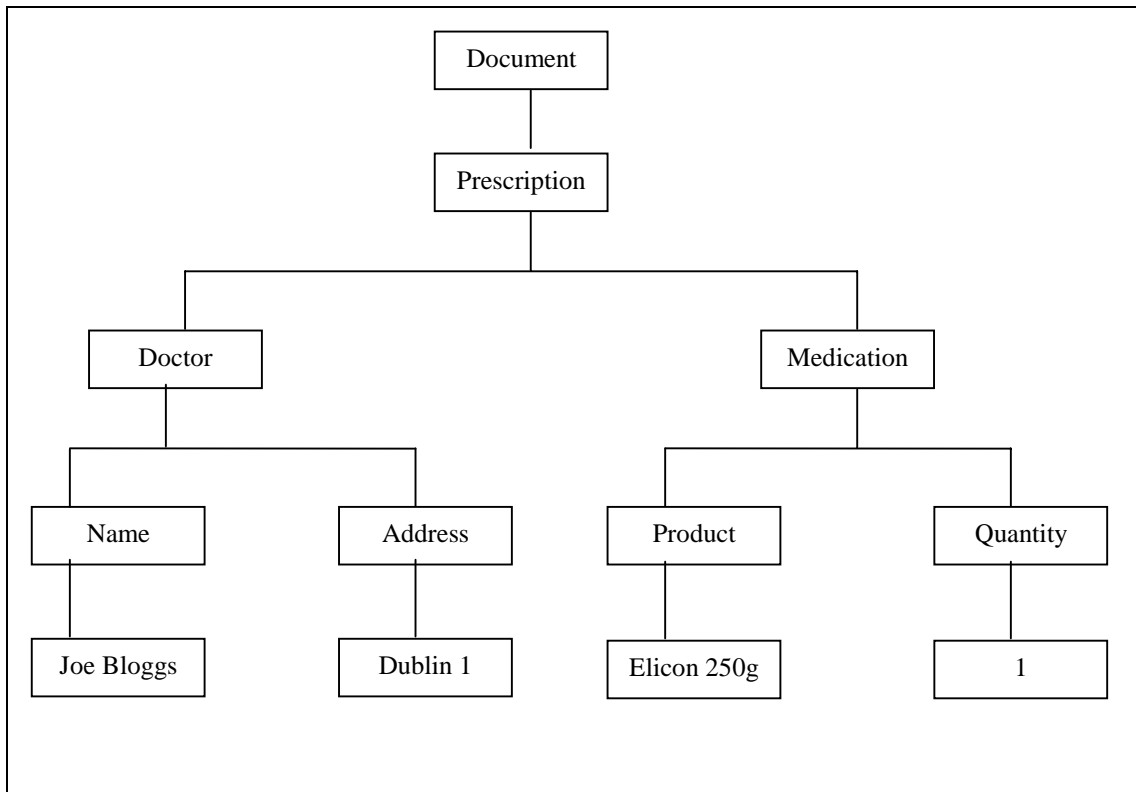 Document
Prescription
Doctor
Medication
Name
Address
Product
Quantity
Joe Bloggs
Dublin 1
Elicon 250g
1